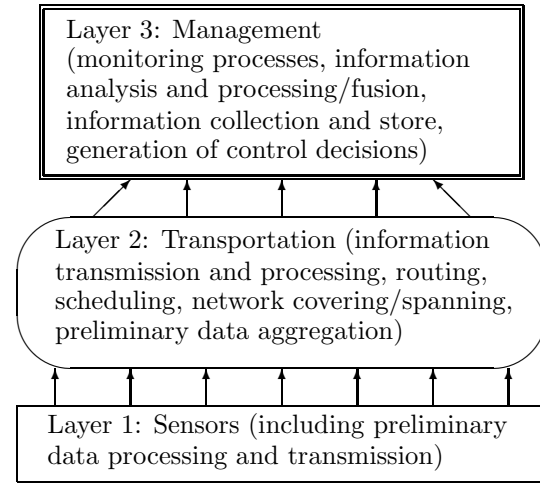 Layer 3: Management
(monitoring processes, information
analysis and processing/fusion,
information collection and store,
generation of control decisions)
Layer 2: Transportation (information
transmission and processing, routing,
scheduling, network covering/spanning,
preliminary data aggregation)
Layer 1: Sensors (including preliminary
data processing and transmission)